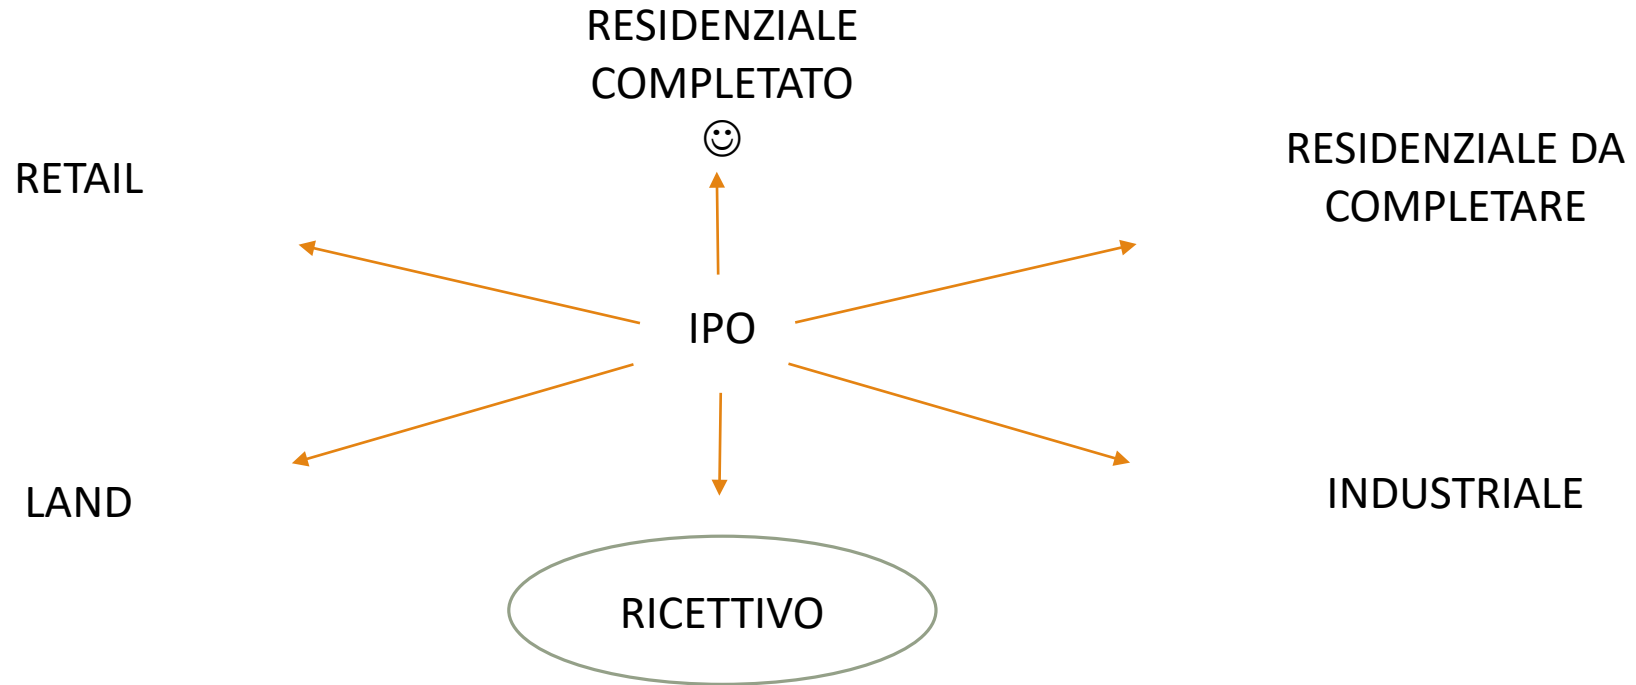 RESIDENZIALE
COMPLETATO
☺
RETAIL
RESIDENZIALE DA
COMPLETARE
IPO
LAND
INDUSTRIALE
RICETTIVO